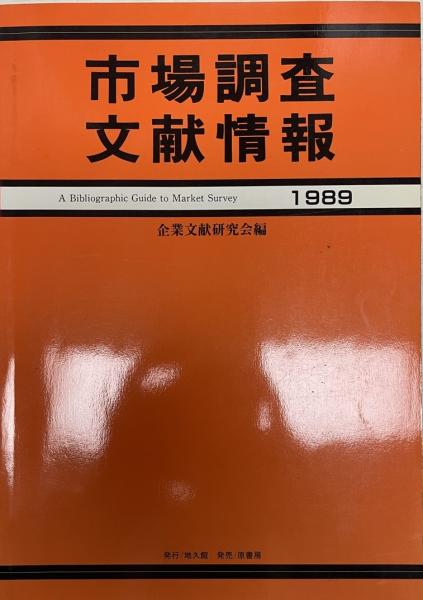 市場調査
文献情報
A Bibliographic Guide to Market Survey 1989
企業文献研究会編
発行/地久館 発売/原書房